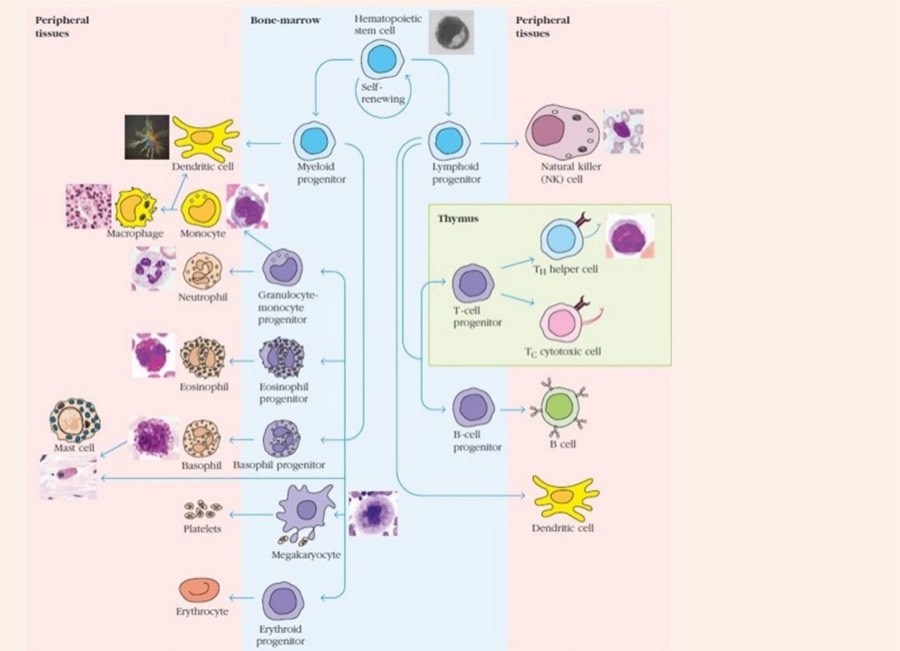 Peripheral
tissues
Bone-marrow
Hematopoietic
stem cell
Peripheral
tissues
Self-
renewing
Dendritic cell
Myeloid
progenitor
Lymphoid
progenitor
Natural killer
(NK) cell
Macrophage
Monocyte
Thymus
TH helper cell
Neutrophil
Granulocyte-
monocyte
progenitor
T-cell
progenitor
TC cytotoxic cell
Eosinophil
Eosinophil
progenitor
Mast cell
Basophil
Basophil progenitor
B-cell
progenitor
B cell
Platelets
Megakaryocyte
Dendritic cell
Erythrocyte
Erythroid
progenitor